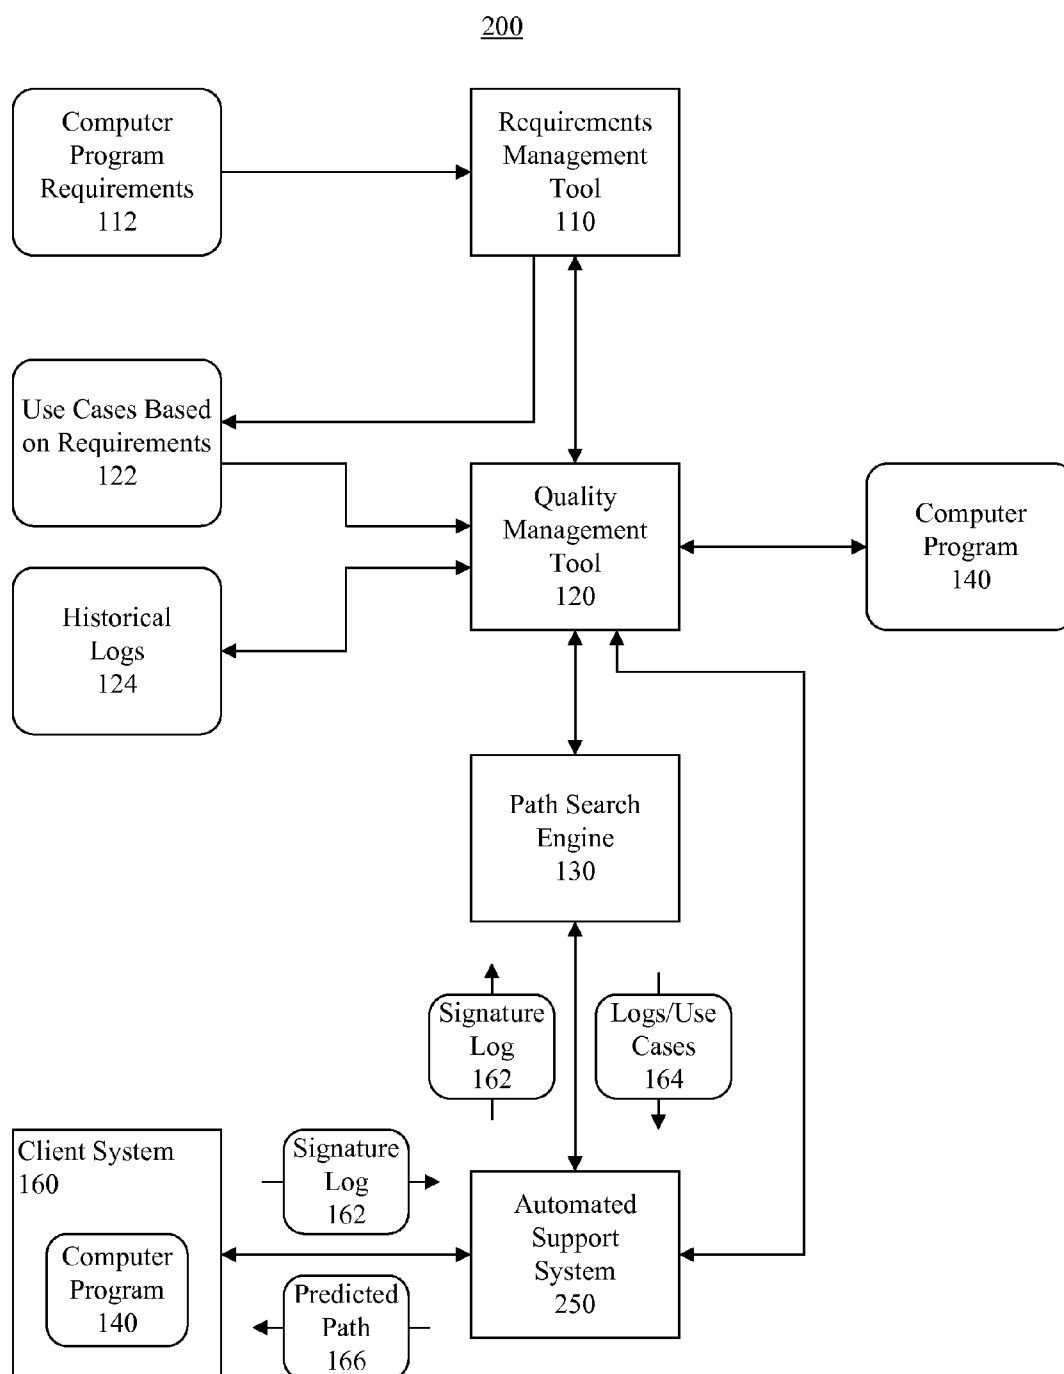 200
Computer
Program
Requirements
112
Requirements
Management
Tool
110
Use Cases Based
on Requirements
122
Quality
Management
Tool
120
Computer
Program
140
Historical
Logs
124
Path Search
Engine
130
Signature
Log
162
Logs/Use
Cases
164
Client System
160
Computer
Program
140
Signature
Log
162
Predicted
Path
166
Automated
Support
System
250